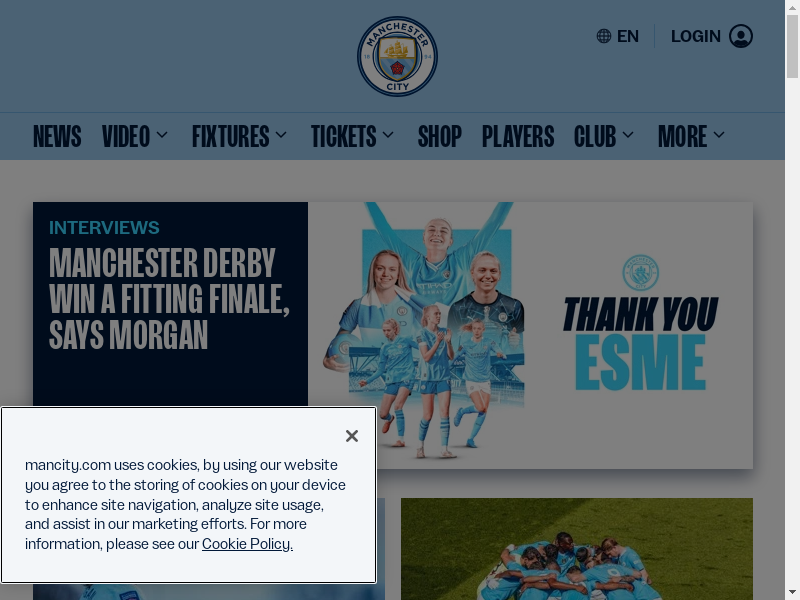 MANCHESTER
18 94
CITY
EN
LOGIN
NEWS VIDEO FIXTURES TICKETS SHOP PLAYERS CLUB MORE
INTERVIEWS
MANCHESTER DERBY
WIN A FITTING FINALE,
SAYS MORGAN
THANK YOU
ESME
mancity.com uses cookies, by using our website
you agree to the storing of cookies on your device
to enhance site navigation, analyze site usage,
and assist in our marketing efforts. For more
information, please see our Cookie Policy.